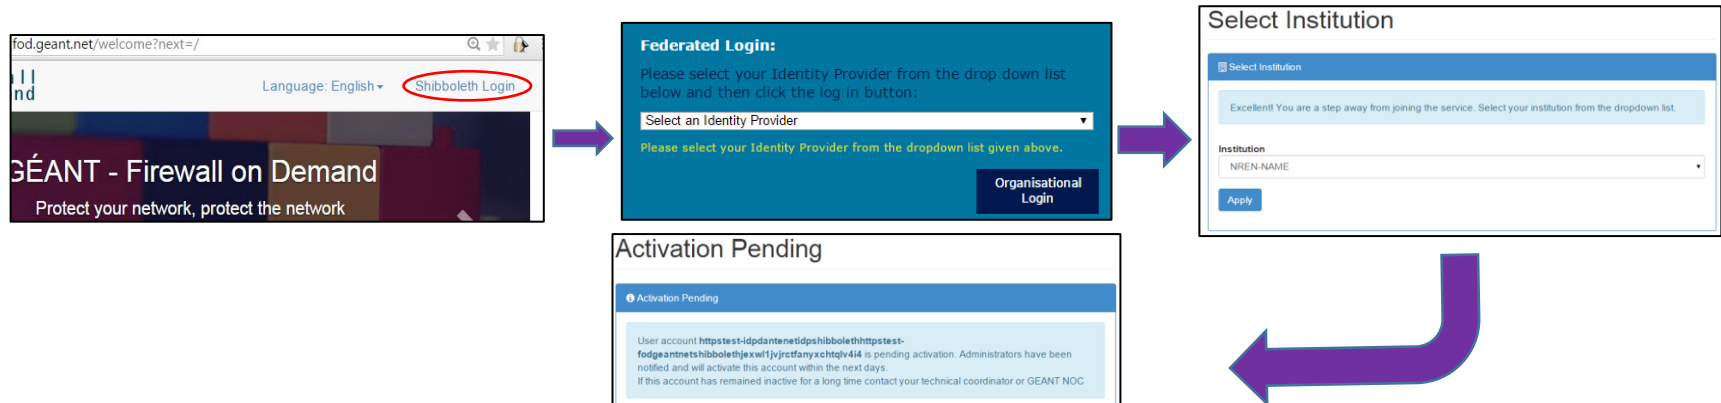 fod.geant.net/welcome?next=/
all
nd
Language: English
Shibboleth Login
GÉANT - Firewall on Demand
Protect your network, protect the network
Federated Login:
Please select your Identity Provider from the drop down list
below and then click the log in button:
Select an Identity Provider
Please select your Identity Provider from the dropdown list given above.
Organisational
Login
Select Institution
Select Institution
Excellent! You are a step away from joining the service. Select your institution from the dropdown list.
Institution
NREN-NAME
Apply
Activation Pending
Activation Pending
User account httpstest-idpdantenetidpshibbolethhttpstest-
fodgeantnetshibbolethjexwl1jvjrctfanyxchtqlv4i4 is pending activation. Administrators have been
notified and will activate this account within the next days.
If this account has remained inactive for a long time contact your technical coordinator or GEANT NOC